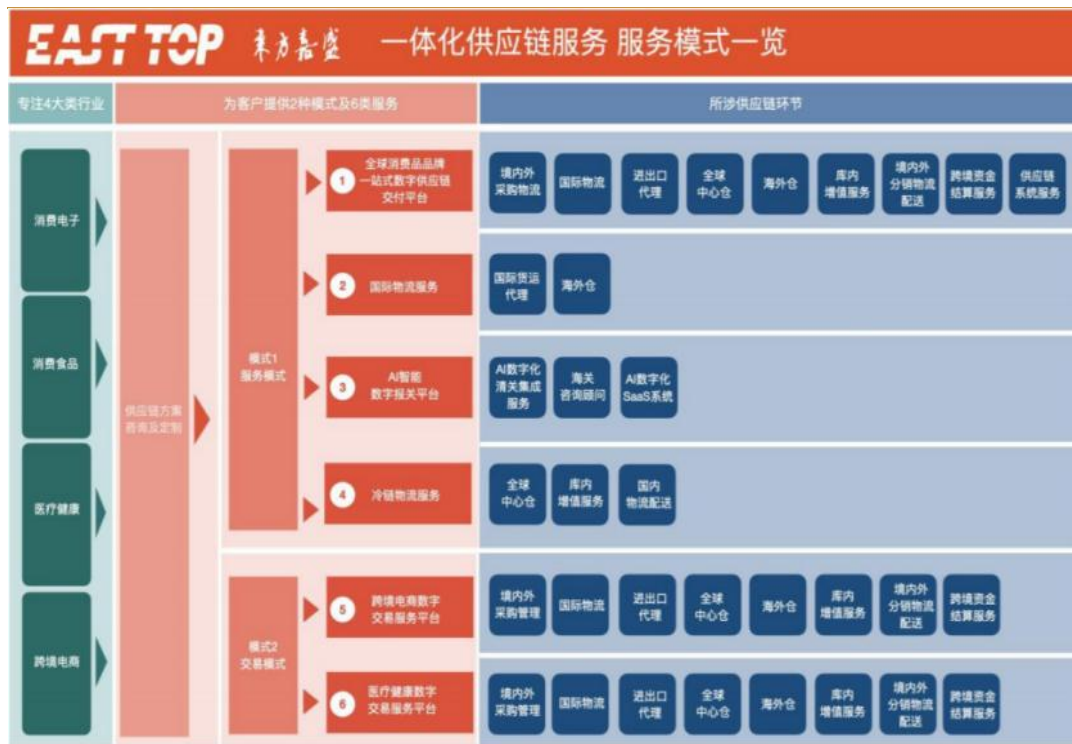 EAST TOP 東方嘉盛 一体化供应链服务 服务模式一览
专注4大类行业
为客户提供2种模式及6类服务
所涉供应链环节
消费电子
消费食品
医疗健康
跨境电商
供应链方案
咨询及定制
模式1
服务模式
1
全球消费品品牌
一站式数字供应链
交付平台
境内外
采购物流
国际物流
进出口
代理
全球
中心仓
海外仓
库内
增值服务
境内外
分销物流
配送
跨境资金
结算服务
供应链
系统服务
2
国际物流服务
国际货运
代理
海外仓
3
AI智能
数字报关平台
AI数字化
清关集成
服务
海关
咨询顾问
AI数字化
SaaS系统
4
冷链物流服务
全球
中心仓
库内
增值服务
国内
物流配送
模式2
交易模式
5
跨境电商数字
交易服务平台
境内外
采购管理
国际物流
进出口
代理
全球
中心仓
海外仓
库内
增值服务
境内外
分销物流
配送
跨境资金
结算服务
6
医疗健康数字
交易服务平台
境内外
采购管理
国际物流
进出口
代理
全球
中心仓
海外仓
库内
增值服务
境内外
分销物流
配送
跨境资金
结算服务